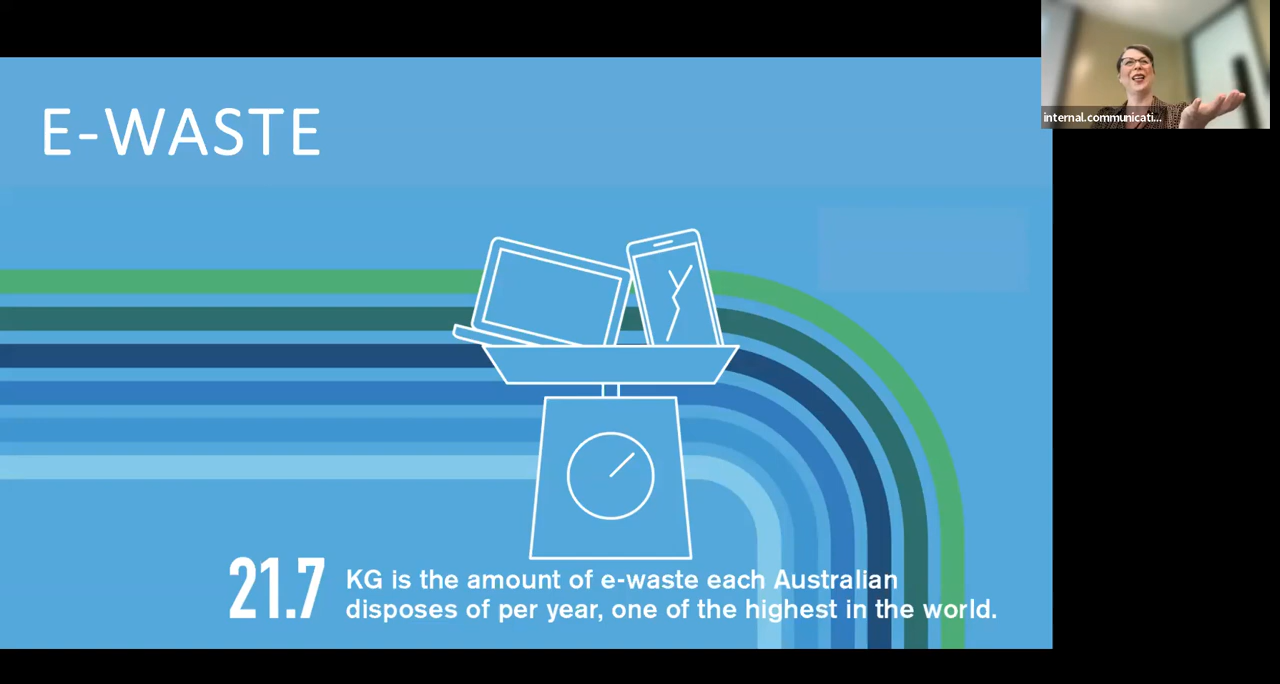 E-WASTE
internal.communicati...
21.7
KG is the amount of e-waste each Australian
disposes of per year, one of the highest in the world.